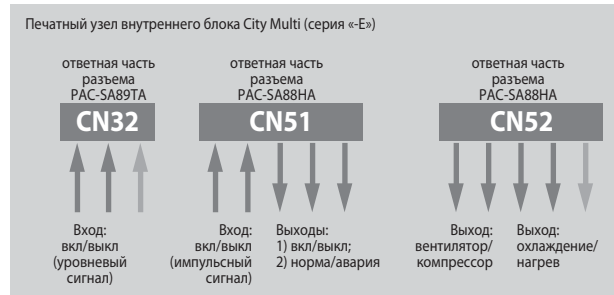 Печатный узел внутреннего блока City Multi (серия «-Е»)
ответная часть
разъема
PAC-SA89TA
CN32
Вход:
вкл/выкл
(уровневый
сигнал)
ответная часть
разъема
PAC-SA88HA
CN51
Вход:
вкл/выкл
(импульсный
сигнал)
Выходы:
1) вкл/выкл;
2) норма/авария
ответная часть
разъема
PAC-SA88HA
CN52
Выход:
вентилятор/
компрессор
Выход:
охлаждение/
нагрев